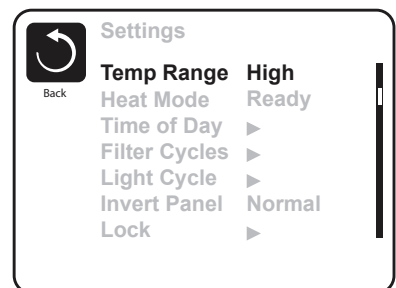 Settings
Back
Temp Range High
Heat Mode Ready
Time of Day ▶
Filter Cycles ▶
Light Cycle ▶
Invert Panel Normal
Lock ▶